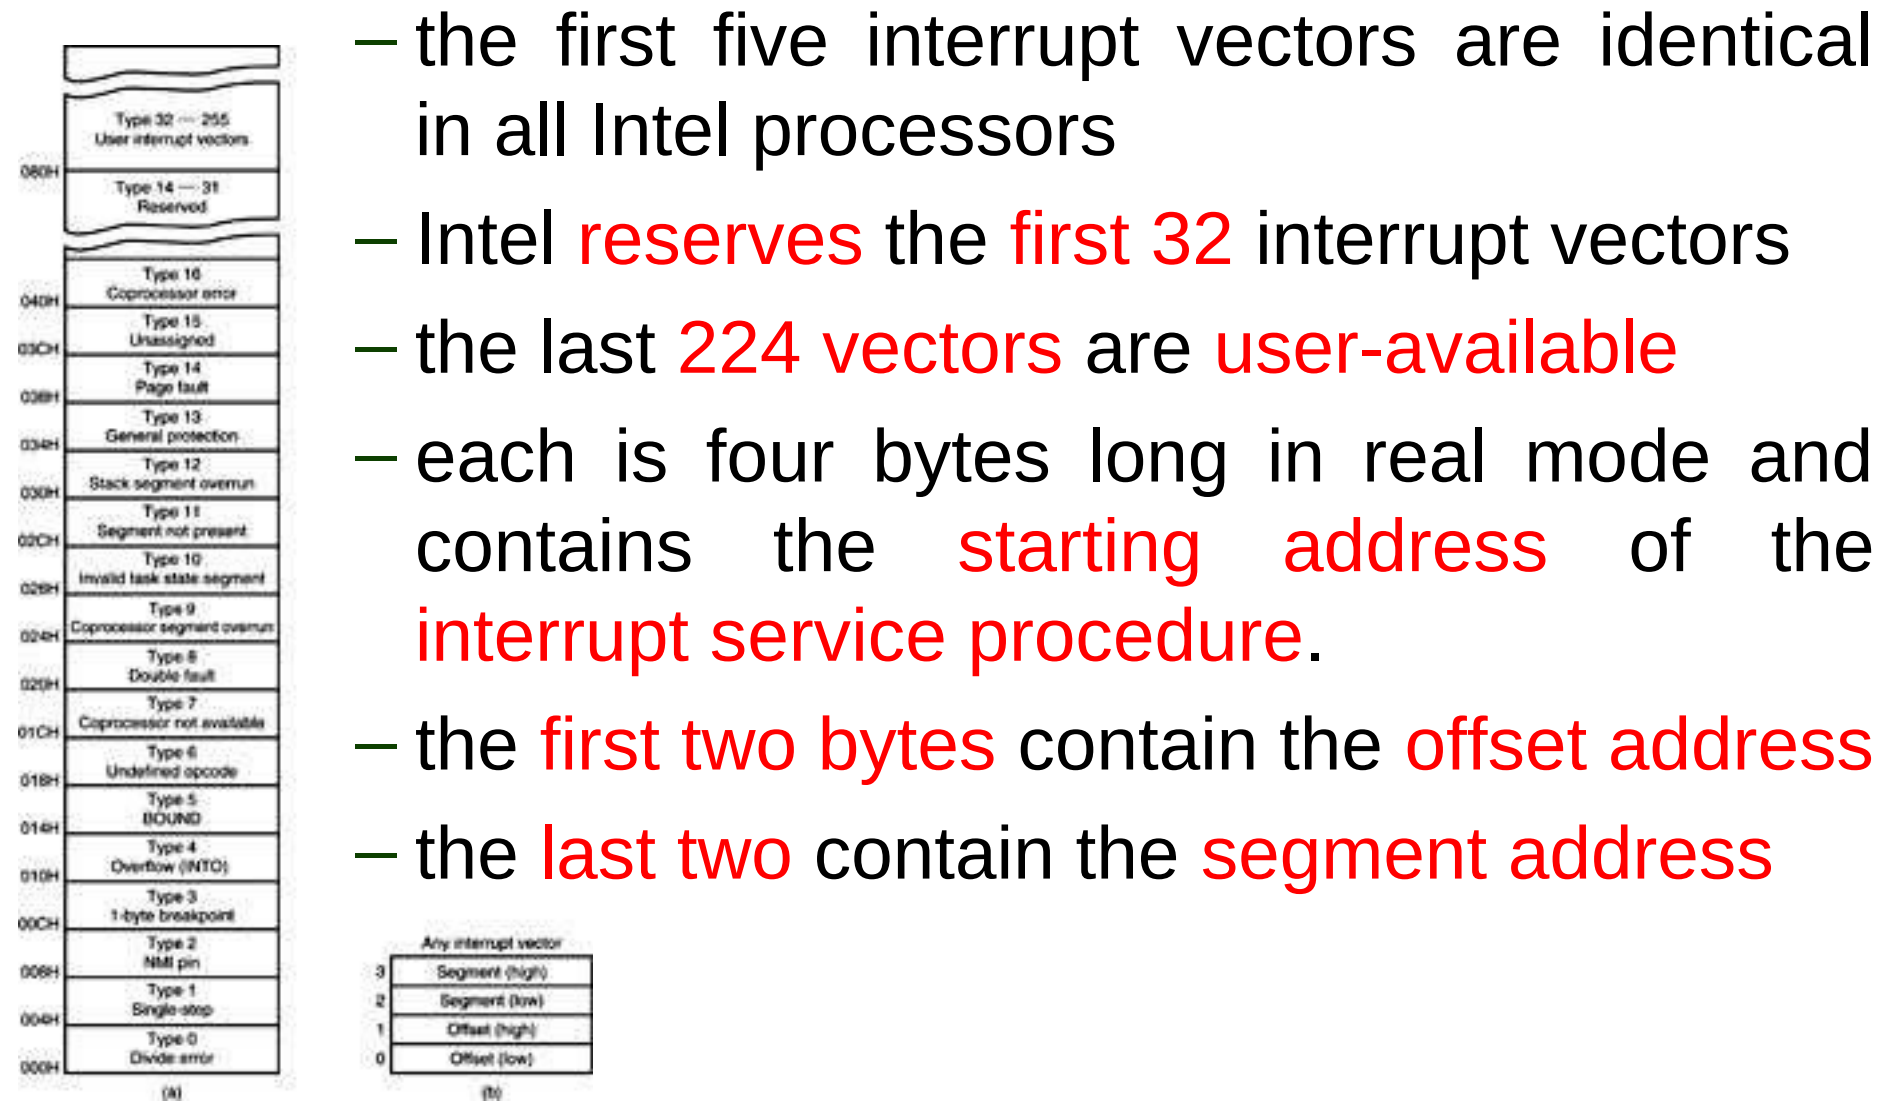 – the first five interrupt vectors are identical
in all Intel processors
– Intel reserves the first 32 interrupt vectors
– the last 224 vectors are user-available
– each is four bytes long in real mode and
contains the starting address of the
interrupt service procedure.
– the first two bytes contain the offset address
– the last two contain the segment address
Type 32 — 255
User interrupt vectors
080H
Type 14 — 31
Reserved
Type 16
Coprocessor error
040H
Type 15
Unassigned
03CH
Type 14
Page fault
038H
Type 13
General protection
034H
Type 12
Stack segment overrun
030H
Type 11
Segment not present
02CH
Type 10
Invalid task state segment
028H
Type 9
Coprocessor segment overrun
024H
Type 8
Double fault
020H
Type 7
Coprocessor not available
01CH
Type 6
Undefined opcode
018H
Type 5
BOUND
014H
Type 4
Overflow (INTO)
010H
Type 3
1-byte breakpoint
00CH
Type 2
NMI pin
008H
Type 1
Single-step
004H
Type 0
Divide error
000H
(a)
Any interrupt vector
3 Segment (high)
2 Segment (low)
1 Offset (high)
0 Offset (low)
(b)